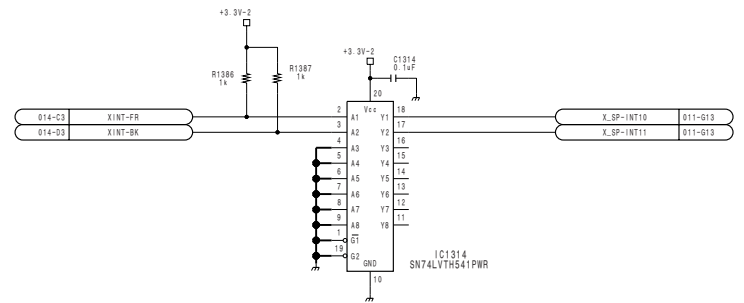 +3.3V-2
+3.3V-2
C1314
0.1uF
R1386
1k
R1387
1k
20
Vcc
014-C3 XINT-FR
2 A1 Y1 18
X_SP-INT10 011-G13
014-D3 XINT-BK
3 A2 Y2 17
X_SP-INT11 011-G13
4 A3 Y3 16
5 A4 Y4 15
6 A5 Y5 14
7 A6 Y6 13
8 A7 Y7 12
9 A8 Y8 11
1 G1
19 G2
GND
10
IC1314
SN74LVTH541PWR